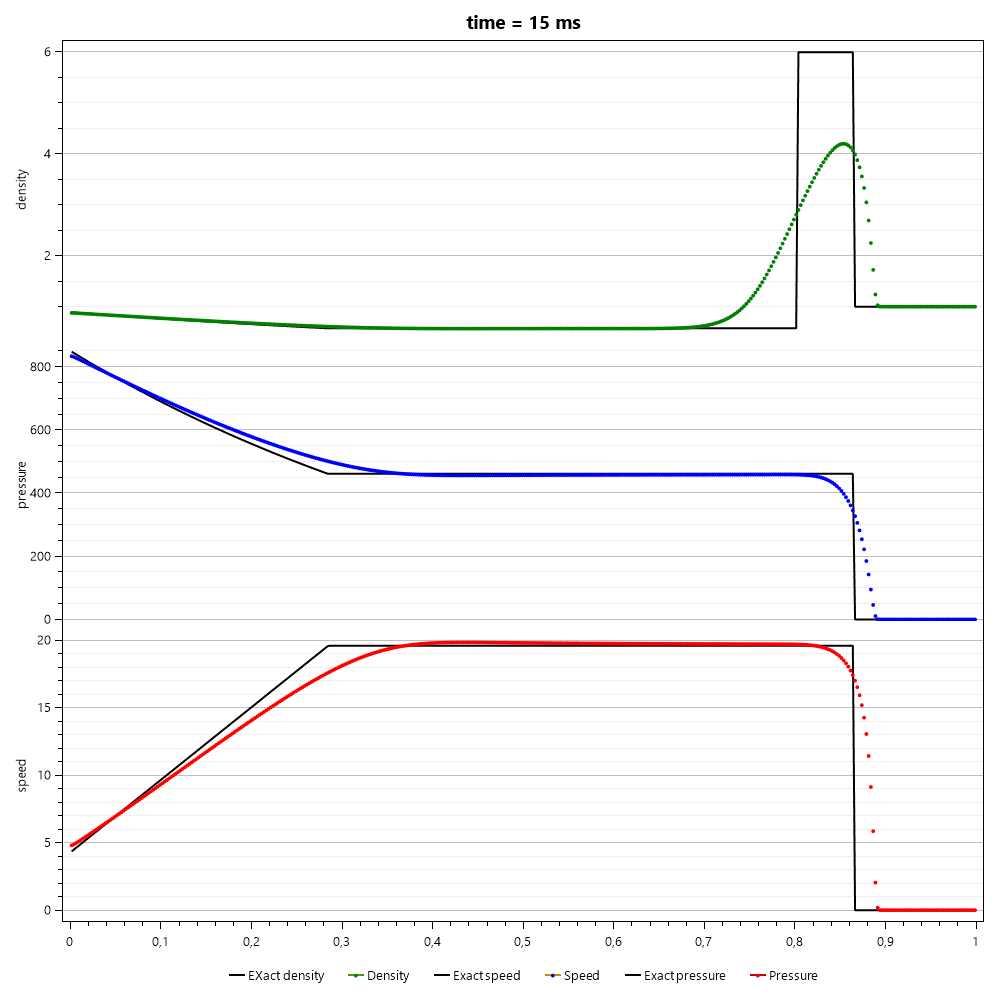 time = 15 ms
density
6
4
2
pressure
800
600
400
200
0
speed
20
15
10
5
0
0 0,1 0,2 0,3 0,4 0,5 0,6 0,7 0,8 0,9 1
EXact density Density Exact speed Speed Exact pressure Pressure